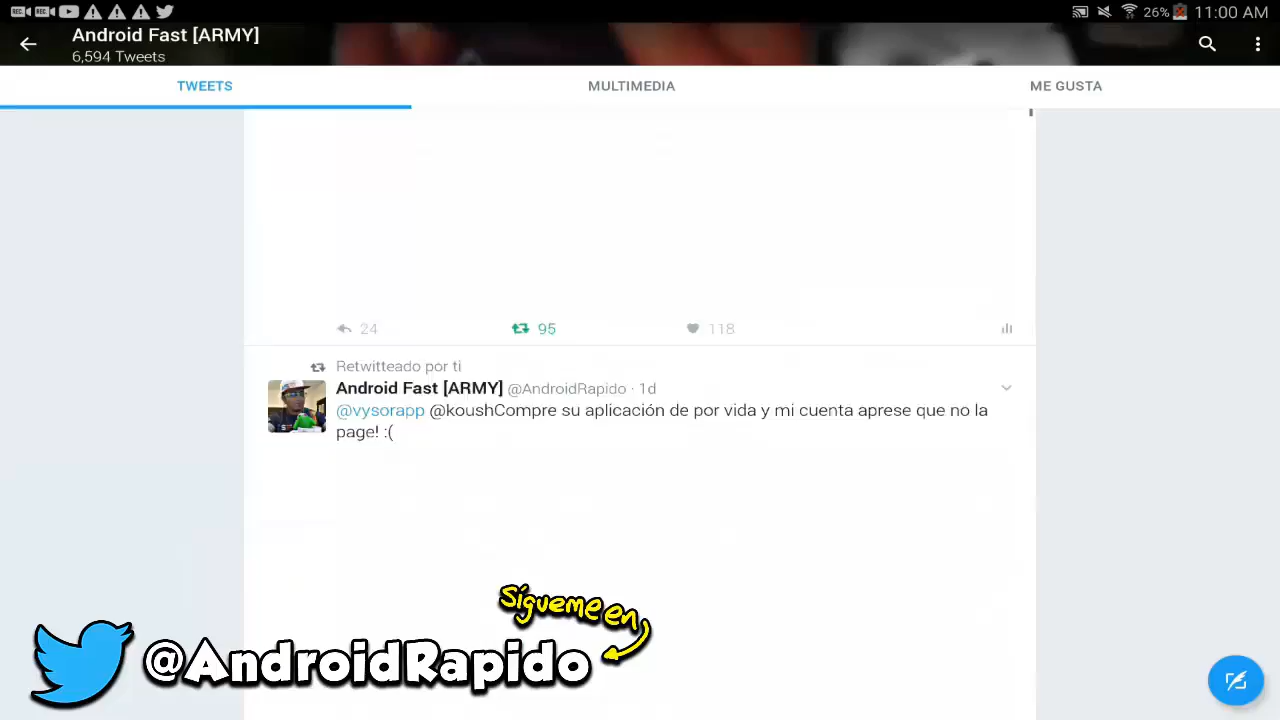 26% 11:00 AM
Android Fast [ARMY]
6,594 Tweets
TWEETS
MULTIMEDIA
ME GUSTA
24
95
118
Retwitteado por ti
Android Fast [ARMY] @AndroidRapido · 1d
@vysorapp @koushCompre su aplicación de por vida y mi cuenta aprese que no la
page! :(
Sígueme en
@AndroidRapido